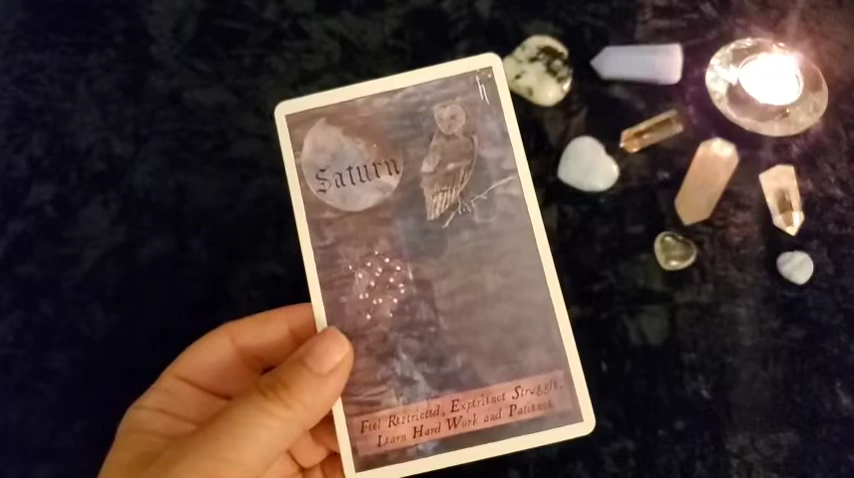 ♄
Saturn
Feel Restricted, Experience Struggle,
Learn Hard Work and Patience